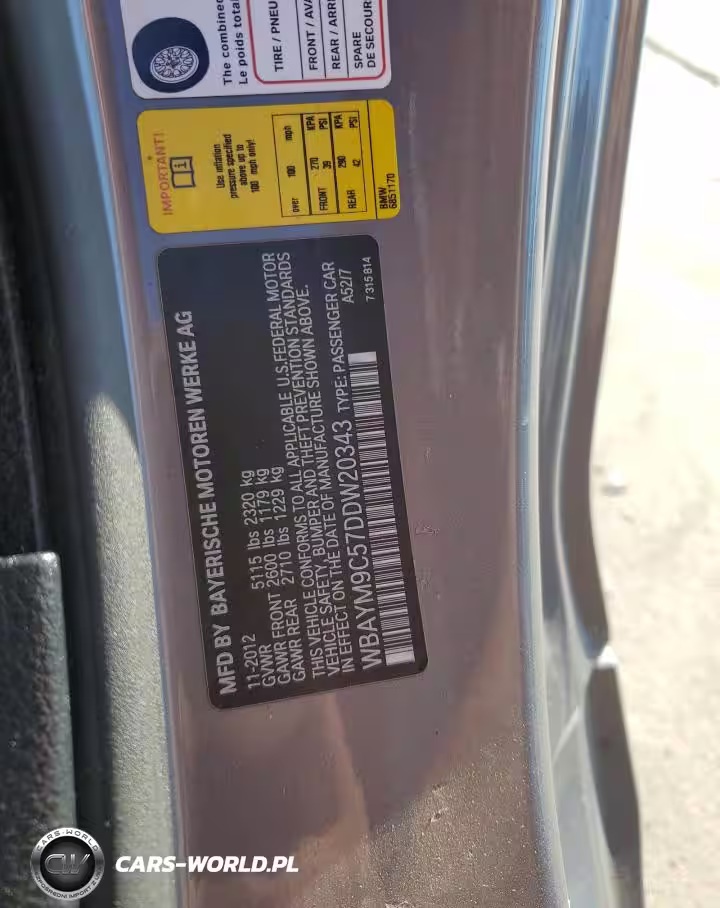 The combined
Le poids total
TIRE / PNEU
FRONT /
REAR /
SPARE
DE SECOUR
IMPORTANT!
Use inflation
pressure specified
above up to
100 mph only!
over 100 mph
FRONT 270 KPA
39 PSI
REAR 290 KPA
42 PSI
BMW
6851170
MFD BY BAYERISCHE MOTOREN WERKE AG
11-2012
GVWR 5115 lbs 2320 kg
GAWR FRONT 2600 lbs 1179 kg
GAWR REAR 2710 lbs 1229 kg
THIS VEHICLE CONFORMS TO ALL APPLICABLE U.S.FEDERAL MOTOR
VEHICLE SAFETY, BUMPER AND THEFT PREVENTION STANDARDS
IN EFFECT ON THE DATE OF MANUFACTURE SHOWN ABOVE.
WBAYM9C57DDW20343 TYPE: PASSENGER CAR
A52/7
7 315 814
CARS-WORLD
CW
CARS-WORLD.PL